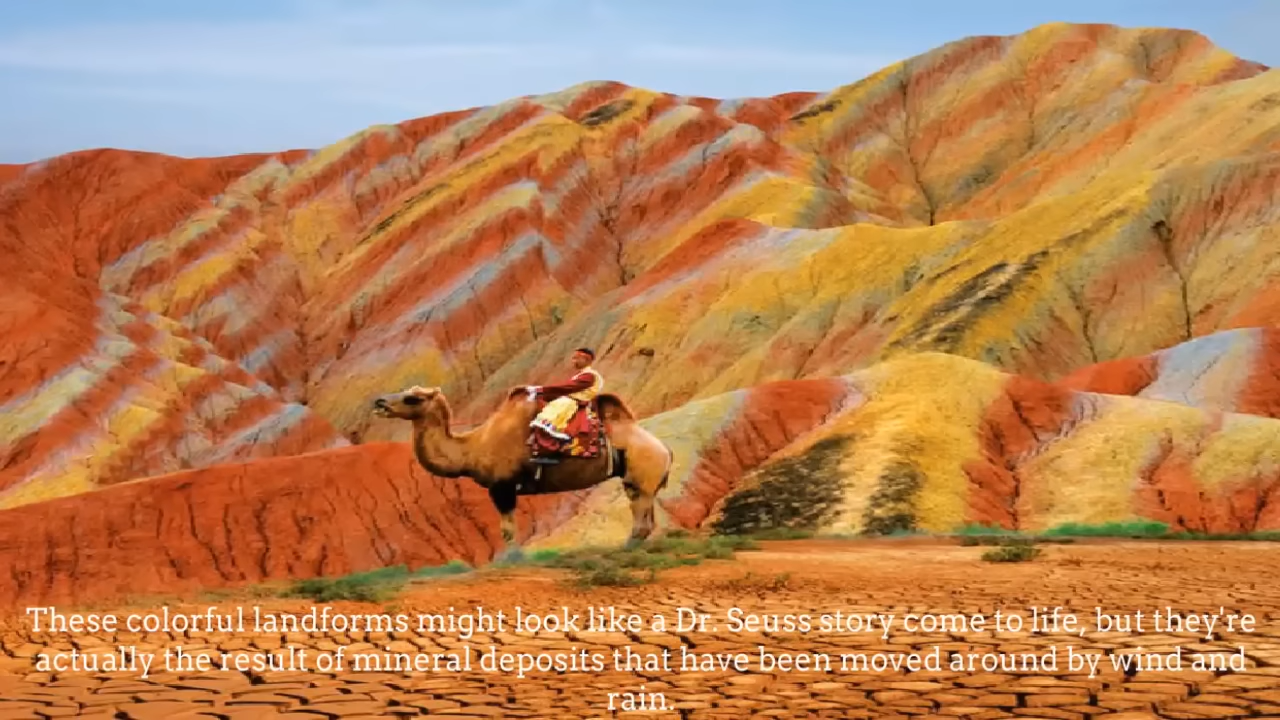 These colorful landforms might look like a Dr. Seuss story come to life, but they're
actually the result of mineral deposits that have been moved around by wind and
rain.